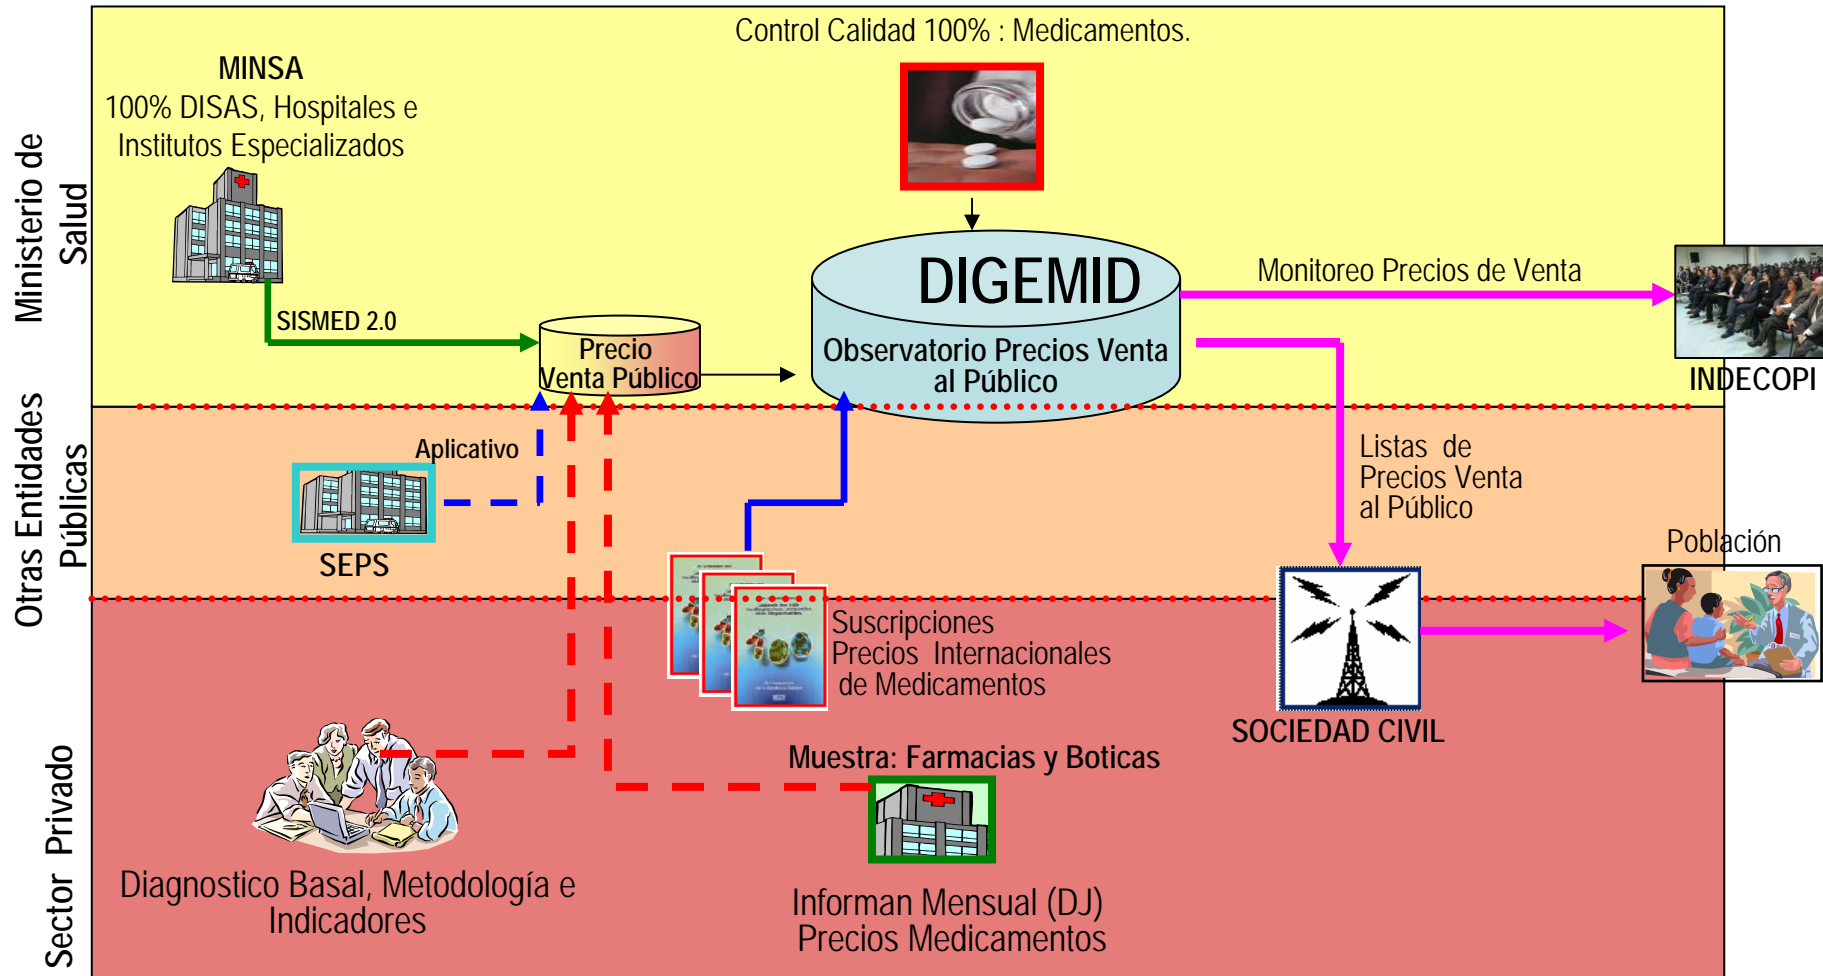 Control Calidad 100% : Medicamentos.
MINSA
100% DISAS, Hospitales e
Institutos Especializados
Ministerio de
Salud
SISMED 2.0
Precio
Venta Público
DIGEMID
Observatorio Precios Venta
al Público
Monitoreo Precios de Venta
INDECOPI
Otras Entidades
Públicas
Aplicativo
SEPS
Listas de
Precios Venta
al Público
Población
Suscripciones
Precios Internacionales
de Medicamentos
SOCIEDAD CIVIL
Sector Privado
Muestra: Farmacias y Boticas
Diagnostico Basal, Metodología e
Indicadores
Informan Mensual (DJ)
Precios Medicamentos